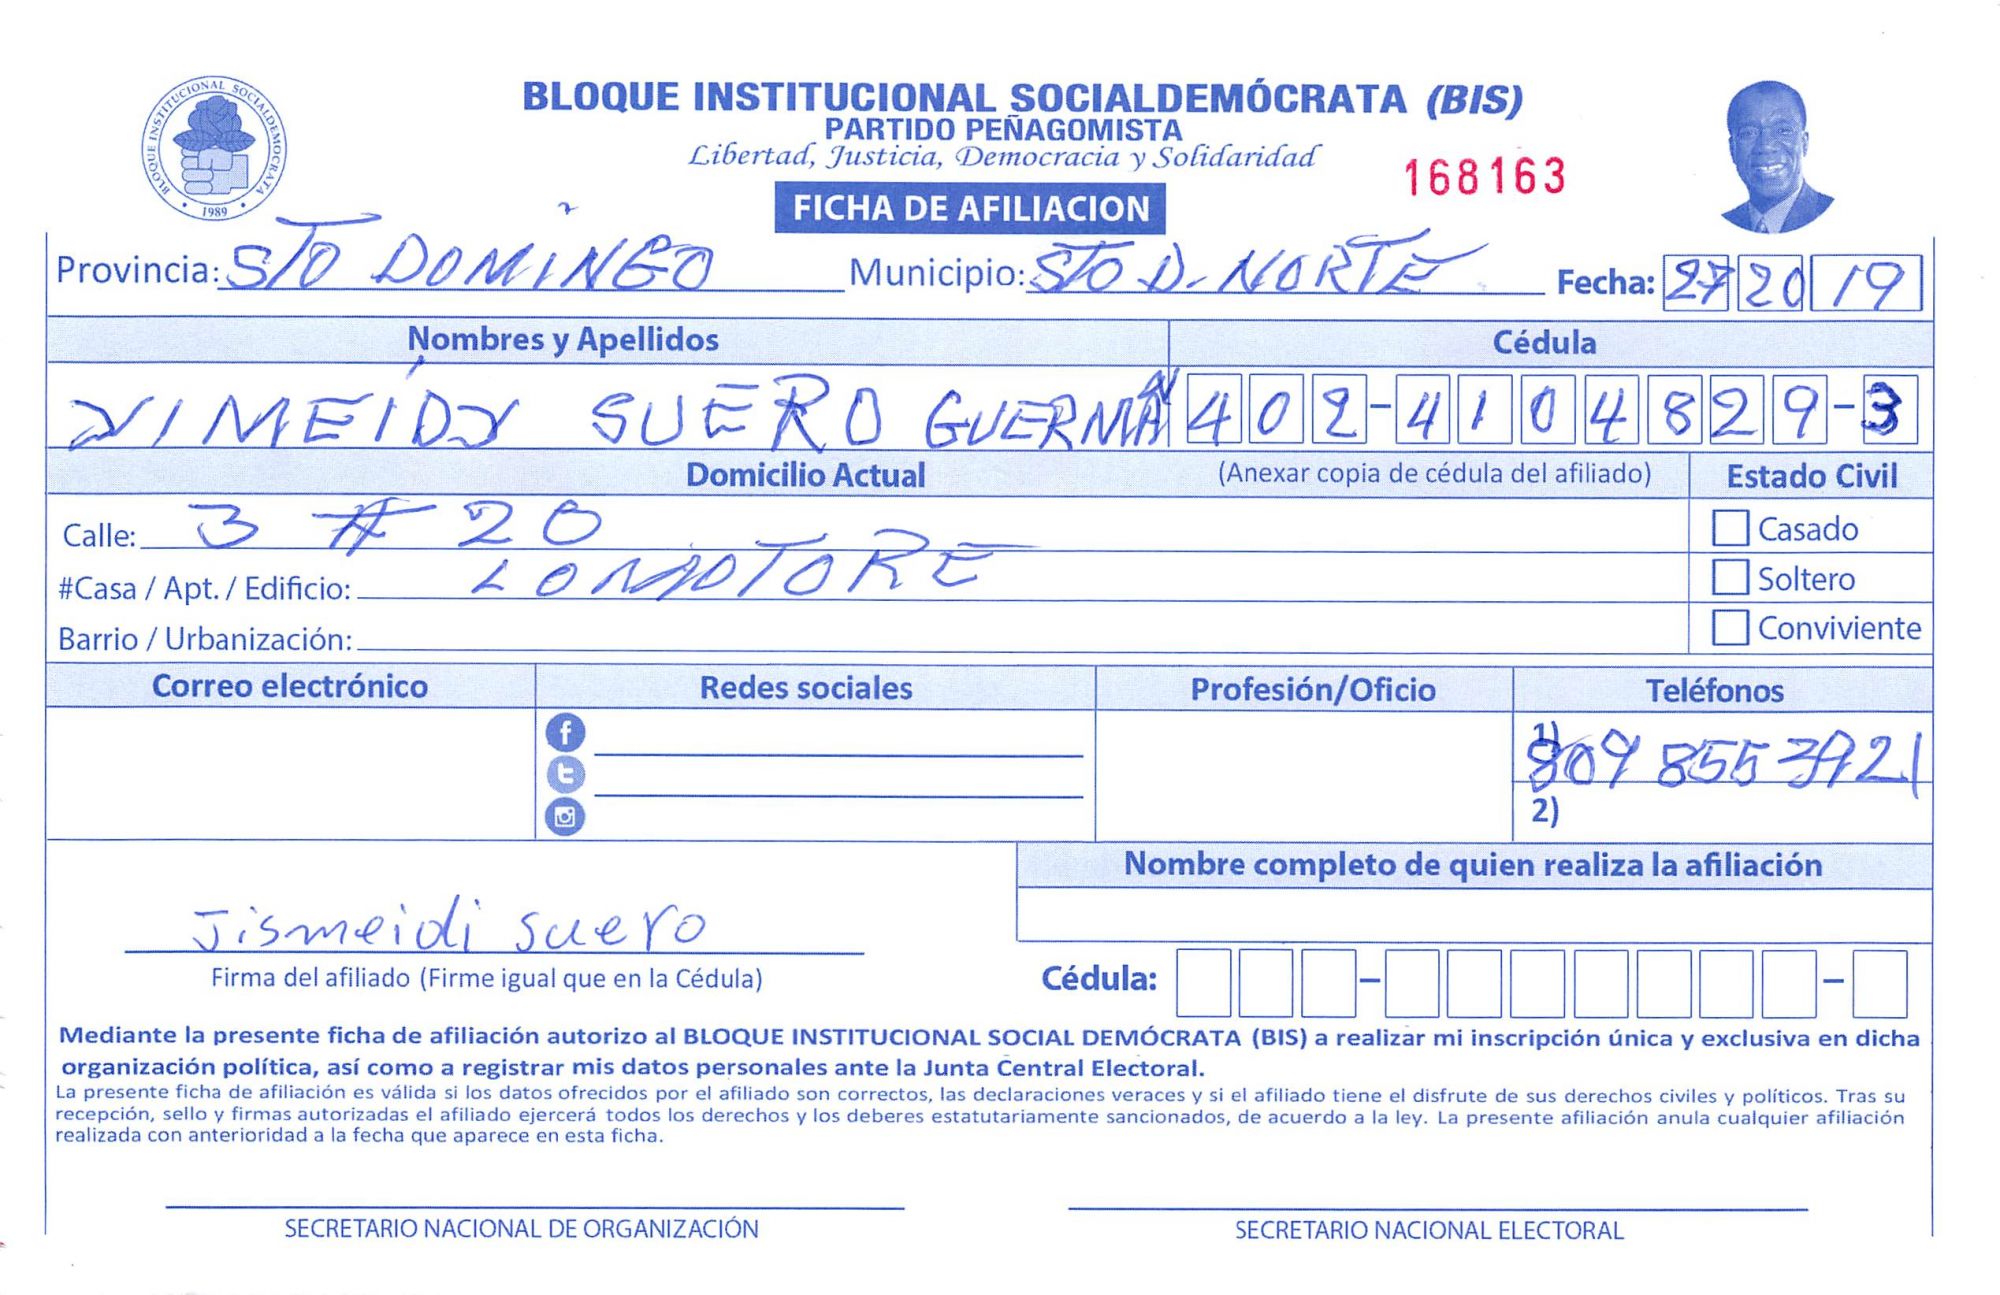 BLOQUE INSTITUCIONAL SOCIALDEMÓCRATA (BIS)
PARTIDO PEÑAGOMISTA
Libertad, Justicia, Democracia y Solidaridad
168163
BLOQUE INSTITUCIONAL SOCIALDEMOCRATA
1989
FICHA DE AFILIACION
Provincia: STO DOMINGO Municipio: STO D. NORTE Fecha: 27 20 19
Nombres y Apellidos Cédula
SUERO GUERMAN 402-4104829-3
Domicilio Actual (Anexar copia de cédula del afiliado) Estado Civil
Calle: 3 # 20
Casado
#Casa / Apt. / Edificio:
Soltero
Barrio / Urbanización:
Conviviente
Correo electrónico Redes sociales Profesión/Oficio Teléfonos
1) 809 855 3921
2)
Nombre completo de quien realiza la afiliación
Jismeidi suero
Firma del afiliado (Firme igual que en la Cédula)
Cédula: - -
Mediante la presente ficha de afiliación autorizo al BLOQUE INSTITUCIONAL SOCIAL DEMÓCRATA (BIS) a realizar mi inscripción única y exclusiva en dicha
organización política, así como a registrar mis datos personales ante la Junta Central Electoral.
La presente ficha de afiliación es válida si los datos ofrecidos por el afiliado son correctos, las declaraciones veraces y si el afiliado tiene el disfrute de sus derechos civiles y políticos. Tras su
recepción, sello y firmas autorizadas el afiliado ejercerá todos los derechos y los deberes estatutariamente sancionados, de acuerdo a la ley. La presente afiliación anula cualquier afiliación
realizada con anterioridad a la fecha que aparece en esta ficha.
SECRETARIO NACIONAL DE ORGANIZACIÓN SECRETARIO NACIONAL ELECTORAL